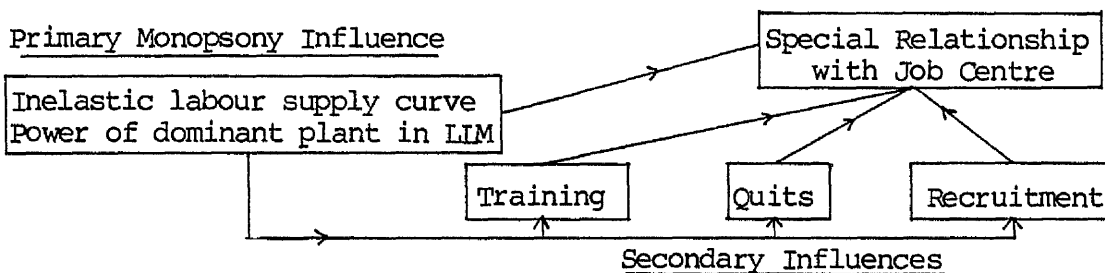 Primary Monopsony Influence
Inelastic labour supply curve
Power of dominant plant in LIM
Special Relationship
with Job Centre
Training
Quits
Recruitment
Secondary Influences